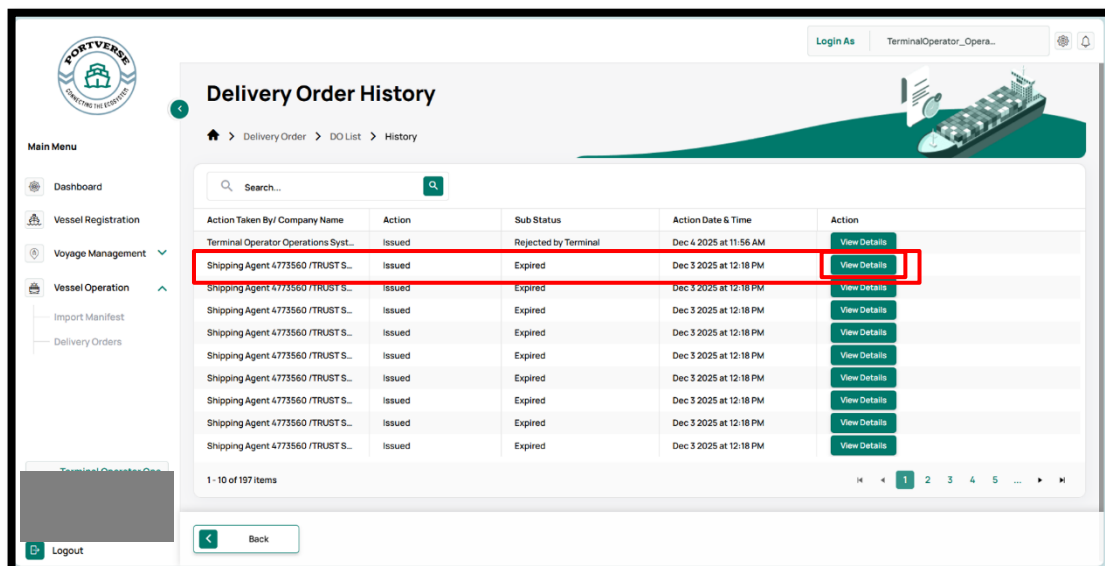 PORTVERSE
CONNECTING THE ECOSYSTEM
Login As TerminalOperator_Opera...
Delivery Order History
> Delivery Order > DO List > History
Main Menu
Dashboard
Vessel Registration
Voyage Management
Vessel Operation
Import Manifest
Delivery Orders
Search...
Action Taken By/ Company Name Action Sub Status Action Date & Time Action
Terminal Operator Operations Syst... Issued Rejected by Terminal Dec 4 2025 at 11:56 AM View Details
Shipping Agent 4773560 /TRUST S... Issued Expired Dec 3 2025 at 12:18 PM View Details
Shipping Agent 4773560 /TRUST S... Issued Expired Dec 3 2025 at 12:18 PM View Details
Shipping Agent 4773560 /TRUST S... Issued Expired Dec 3 2025 at 12:18 PM View Details
Shipping Agent 4773560 /TRUST S... Issued Expired Dec 3 2025 at 12:18 PM View Details
Shipping Agent 4773560 /TRUST S... Issued Expired Dec 3 2025 at 12:18 PM View Details
Shipping Agent 4773560 /TRUST S... Issued Expired Dec 3 2025 at 12:18 PM View Details
Shipping Agent 4773560 /TRUST S... Issued Expired Dec 3 2025 at 12:18 PM View Details
Shipping Agent 4773560 /TRUST S... Issued Expired Dec 3 2025 at 12:18 PM View Details
Shipping Agent 4773560 /TRUST S... Issued Expired Dec 3 2025 at 12:18 PM View Details
1 - 10 of 197 items 1 2 3 4 5 ...
Terminal Operator Ope
Back
Logout